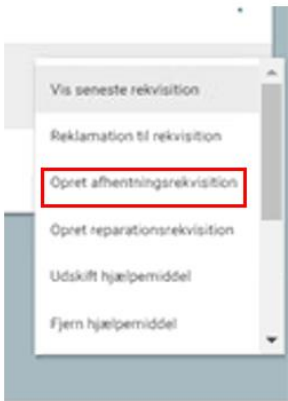 Vis seneste rekvisition
Reklamation til rekvisition
Opret afhentningsrekvisition
Opret reparationsrekvisition
Udskift hjælpemiddel
Fjern hjælpemiddel